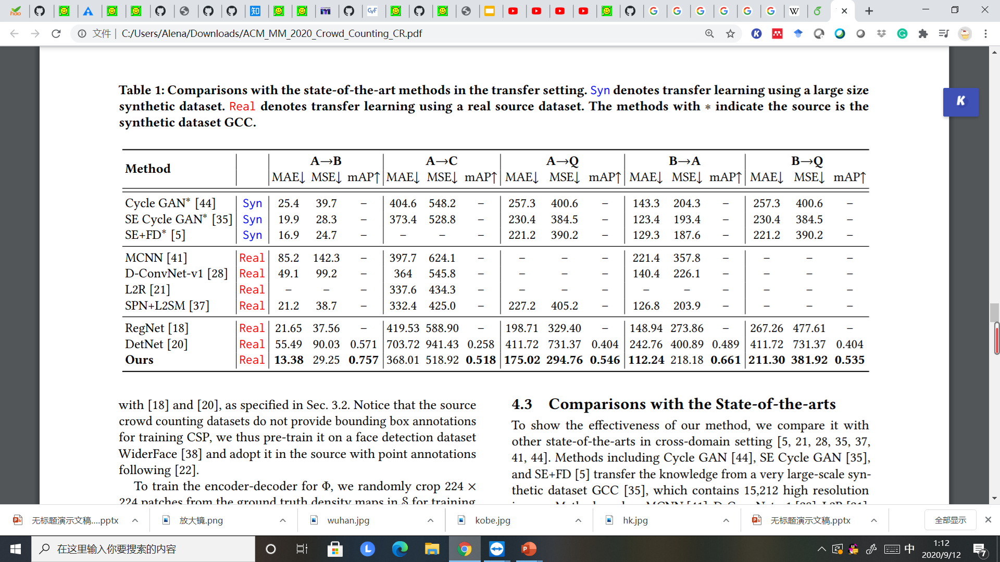 文件 | C:/Users/Alena/Downloads/ACM_MM_2020_Crowd_Counting_CR.pdf
Table 1: Comparisons with the state-of-the-art methods in the transfer setting. Syn denotes transfer learning using a large size
synthetic dataset. Real denotes transfer learning using a real source dataset. The methods with * indicate the source is the
synthetic dataset GCC.
K
Method A→B A→C A→Q B→A B→Q
MAE↓ MSE↓ mAP↑ MAE↓ MSE↓ mAP↑ MAE↓ MSE↓ mAP↑ MAE↓ MSE↓ mAP↑ MAE↓ MSE↓ mAP↑
Cycle GAN* [44] Syn 25.4 39.7 – 404.6 548.2 – 257.3 400.6 – 143.3 204.3 – 257.3 400.6 –
SE Cycle GAN* [35] Syn 19.9 28.3 – 373.4 528.8 – 230.4 384.5 – 123.4 193.4 – 230.4 384.5 –
SE+FD* [5] Syn 16.9 24.7 – – – – 221.2 390.2 – 129.3 187.6 – 221.2 390.2 –
MCNN [41] Real 85.2 142.3 – 397.7 624.1 – – – – 221.4 357.8 – – – –
D-ConvNet-v1 [28] Real 49.1 99.2 – 364 545.8 – – – – 140.4 226.1 – – – –
L2R [21] Real – – – 337.6 434.3 – – – – – – – – – –
SPN+L2SM [37] Real 21.2 38.7 – 332.4 425.0 – 227.2 405.2 – 126.8 203.9 – – – –
RegNet [18] Real 21.65 37.56 – 419.53 588.90 – 198.71 329.40 – 148.94 273.86 – 267.26 477.61 –
DetNet [20] Real 55.49 90.03 0.571 703.72 941.43 0.258 411.72 731.37 0.404 242.76 400.89 0.489 411.72 731.37 0.404
Ours Real 13.38 29.25 0.757 368.01 518.92 0.518 175.02 294.76 0.546 112.24 218.18 0.661 211.30 381.92 0.535
with [18] and [20], as specified in Sec. 3.2. Notice that the source
crowd counting datasets do not provide bounding box annotations
for training CSP, we thus pre-train it on a face detection dataset
WiderFace [38] and adopt it in the source with point annotations
following [22].
To train the encoder-decoder for Φ, we randomly crop 224 ×
224 patches from the ground truth density maps in S for training.
4.3 Comparisons with the State-of-the-arts
To show the effectiveness of our method, we compare it with
other state-of-the-arts in cross-domain setting [5, 21, 28, 35, 37,
41, 44]. Methods including Cycle GAN [44], SE Cycle GAN [35],
and SE+FD [5] transfer the knowledge from a very large-scale syn-
thetic dataset GCC [35], which contains 15,212 high resolution
无标题演示文稿....pptx
放大镜.png
wuhan.jpg
kobe.jpg
hk.jpg
无标题演示文稿.pptx
全部显示
在这里输入你要搜索的内容
中
1:12
2020/9/12
7